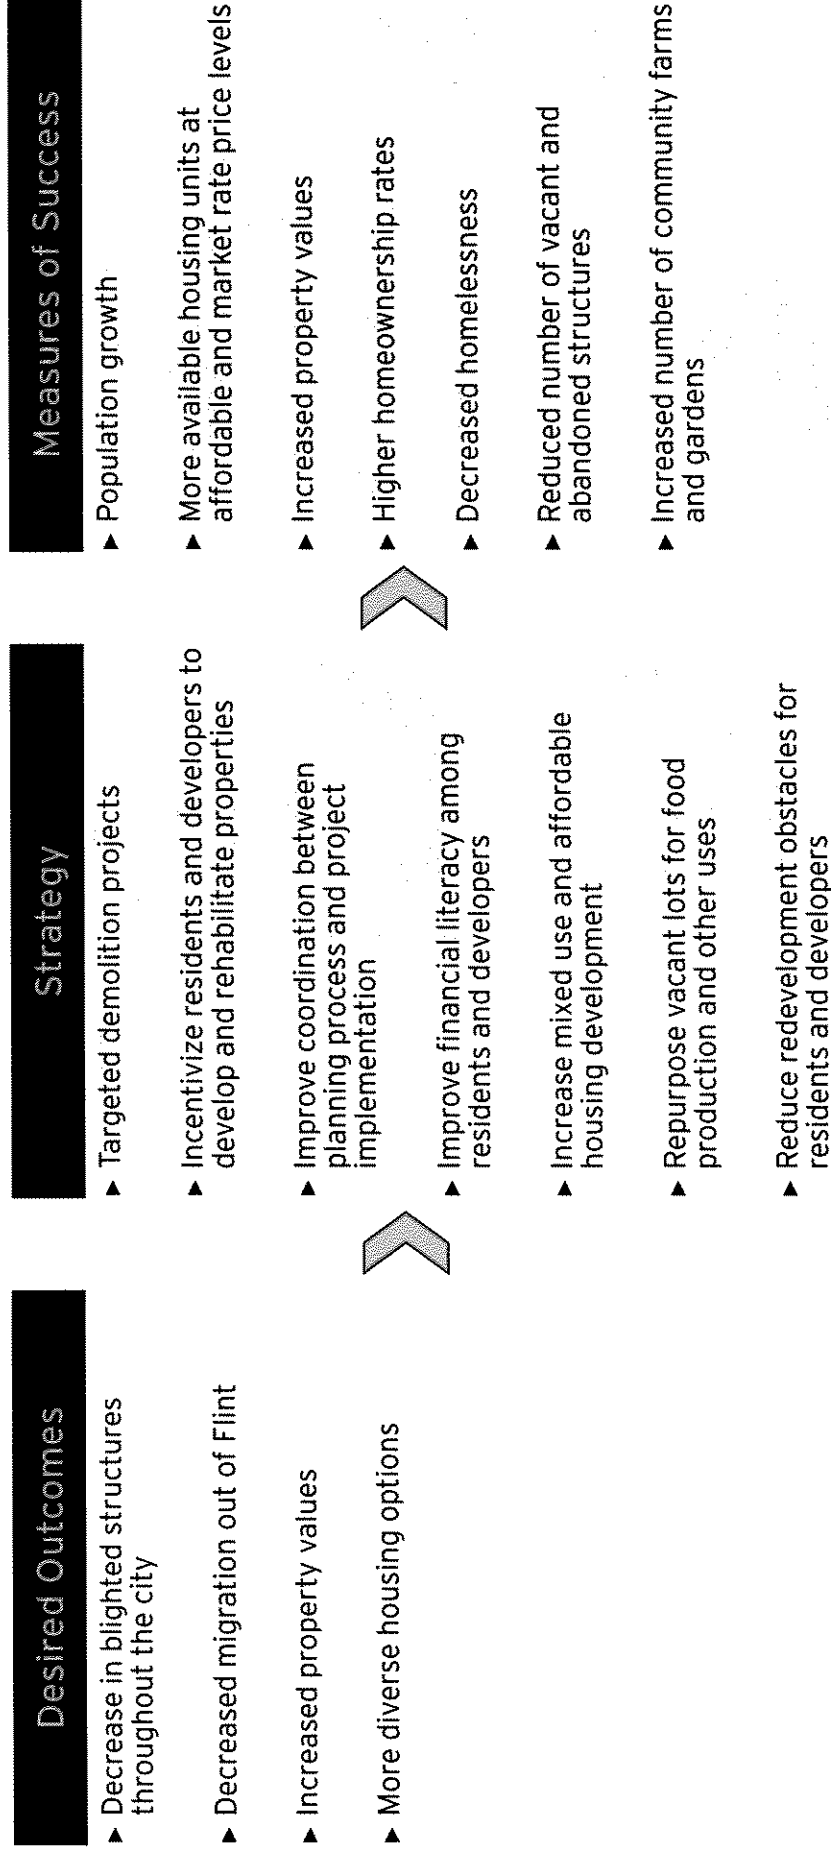 Desired Outcomes
► Decrease in blighted structures
throughout the city
► Decreased migration out of Flint
► Increased property values
► More diverse housing options
Strategy
► Targeted demolition projects
► Incentivize residents and developers to
develop and rehabilitate properties
► Improve coordination between
planning process and project
implementation
► Improve financial literacy among
residents and developers
► Increase mixed use and affordable
housing development
► Repurpose vacant lots for food
production and other uses
► Reduce redevelopment obstacles for
residents and developers
Measures of Success
► Population growth
► More available housing units at
affordable and market rate price levels
► Increased property values
► Higher homeownership rates
► Decreased homelessness
► Reduced number of vacant and
abandoned structures
► Increased number of community farms
and gardens